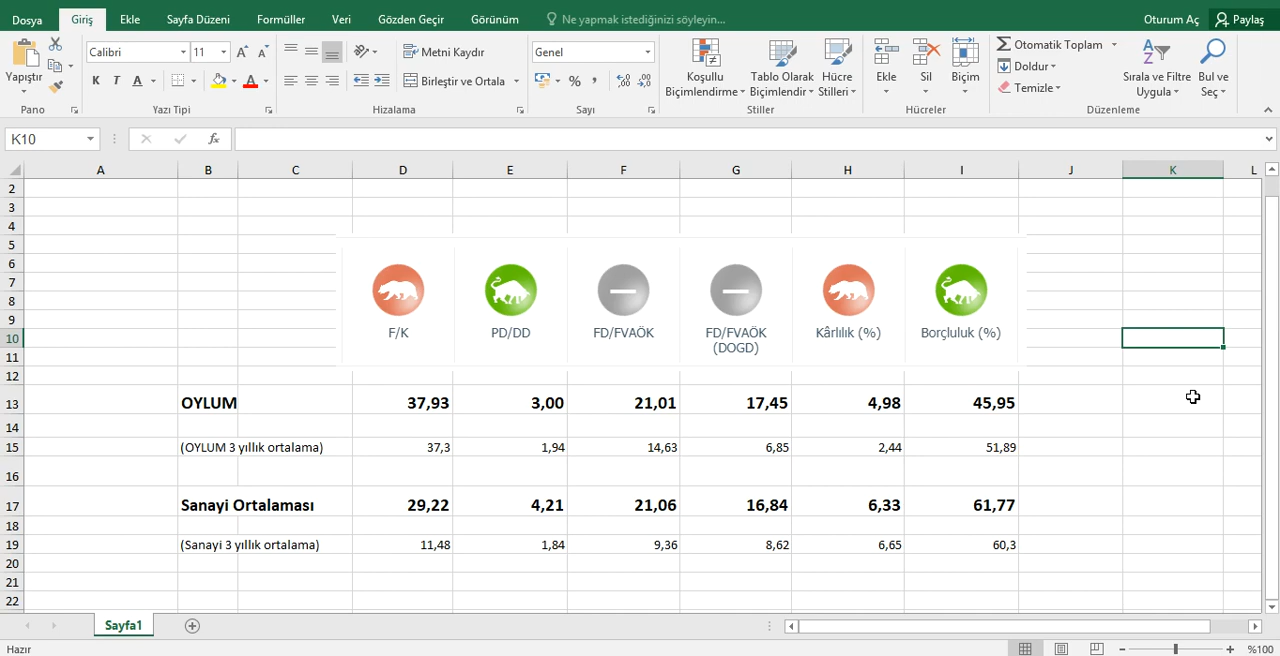 Dosya Giriş Ekle Sayfa Düzeni Formüller Veri Gözden Geçir Görünüm Ne yapmak istediğinizi söyleyin... Oturum Aç Paylaş
Yapıştır
Calibri 11
K T A
Metni Kaydır
Birleştir ve Ortala
Genel
%
Koşullu Biçimlendirme
Tablo Olarak Biçimlendir
Hücre Stilleri
Ekle
Sil
Biçim
Otomatik Toplam
Doldur
Temizle
Sırala ve Filtre Uygula
Bul ve Seç
Pano Yazı Tipi Hizalama Sayı Stiller Hücreler Düzenleme
K10 fx
A B C D E F G H I J K L
2
3
4
5
6
7
8
9
F/K PD/DD FD/FVAÖK FD/FVAÖK (DOGD) Kârlılık (%) Borçluluk (%)
10
11
12
13 OYLUM 37,93 3,00 21,01 17,45 4,98 45,95
14
15 (OYLUM 3 yıllık ortalama) 37,3 1,94 14,63 6,85 2,44 51,89
16
17 Sanayi Ortalaması 29,22 4,21 21,06 16,84 6,33 61,77
18
19 (Sanayi 3 yıllık ortalama) 11,48 1,84 9,36 8,62 6,65 60,3
20
21
22
Sayfa1
Hazır %100